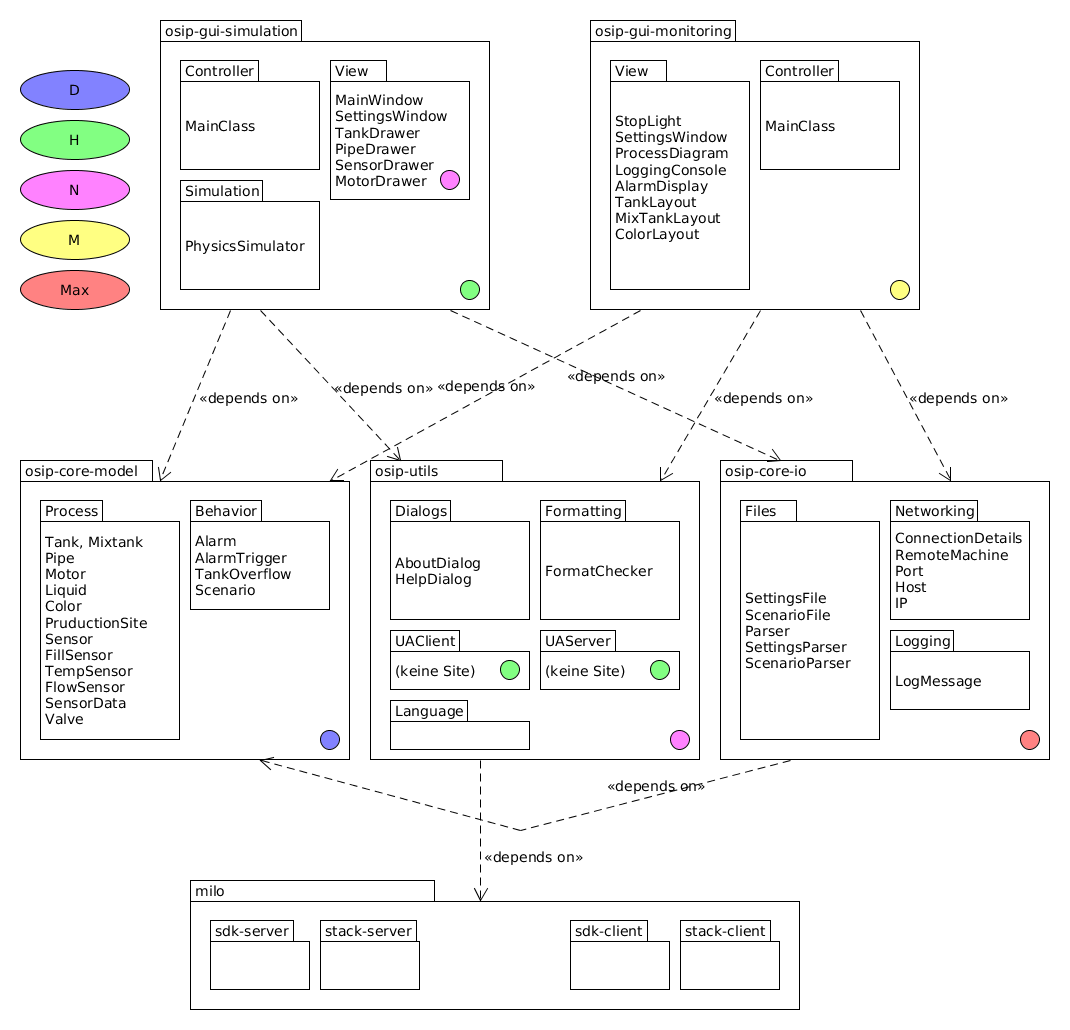 D
H
N
M
Max
osip-gui-simulation
Controller
MainClass
View
MainWindow
SettingsWindow
TankDrawer
PipeDrawer
SensorDrawer
MotorDrawer
Simulation
PhysicsSimulator
osip-gui-monitoring
View
StopLight
SettingsWindow
ProcessDiagram
LoggingConsole
AlarmDisplay
TankLayout
MixTankLayout
ColorLayout
Controller
MainClass
«depends on»
«depends on»
«depends on»
«depends on»
«depends on»
«depends on»
osip-core-model
Process
Tank, Mixtank
Pipe
Motor
Liquid
Color
PruductionSite
Sensor
FillSensor
TempSensor
FlowSensor
SensorData
Valve
Behavior
Alarm
AlarmTrigger
TankOverflow
Scenario
osip-utils
Dialogs
AboutDialog
HelpDialog
Formatting
FormatChecker
UAClient
(keine Site)
UAServer
(keine Site)
Language
osip-core-io
Files
SettingsFile
ScenarioFile
Parser
SettingsParser
ScenarioParser
Networking
ConnectionDetails
RemoteMachine
Port
Host
IP
Logging
LogMessage
«depends on»
«depends on»
milo
sdk-server
stack-server
sdk-client
stack-client